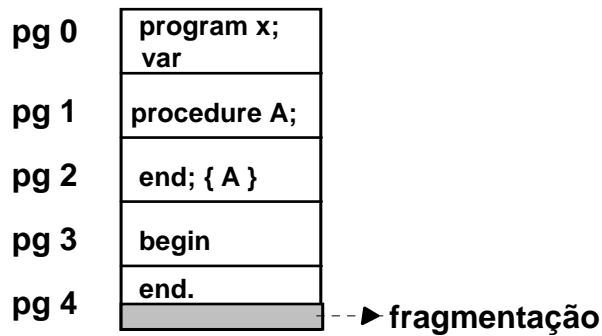 pg 0 program x;
var
pg 1 procedure A;
pg 2 end; { A }
pg 3 begin
pg 4 end.
fragmentação